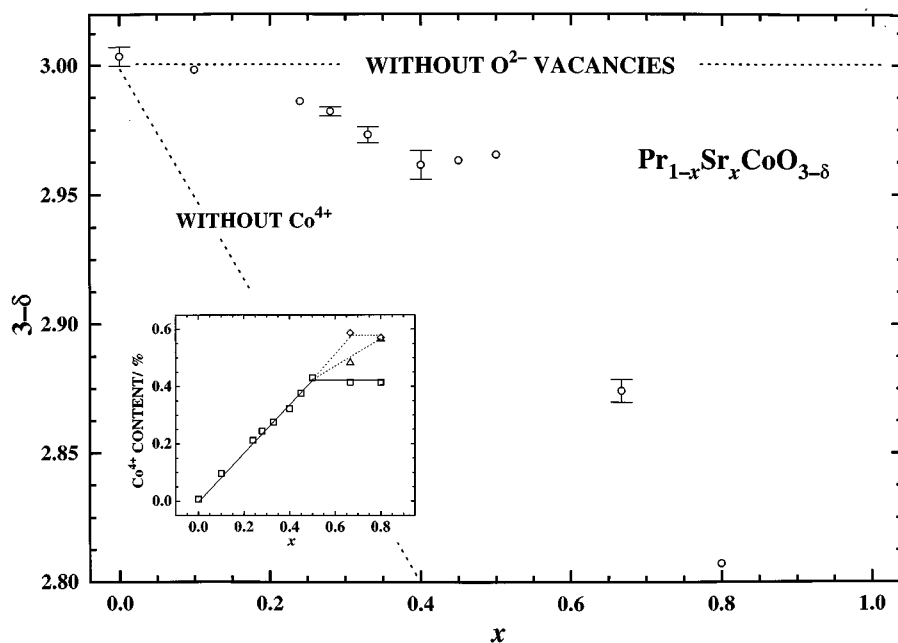 3.00
2.95
2.90
2.85
2.80
3–δ
WITHOUT O²⁻ VACANCIES
Pr₁₋ₓSrₓCoO₃₋δ
WITHOUT Co⁴⁺
0.6
0.4
0.2
0.0
Co⁴⁺ CONTENT/ %
0.0 0.2 0.4 0.6 0.8
x
0.0 0.2 0.4 0.6 0.8 1.0
x